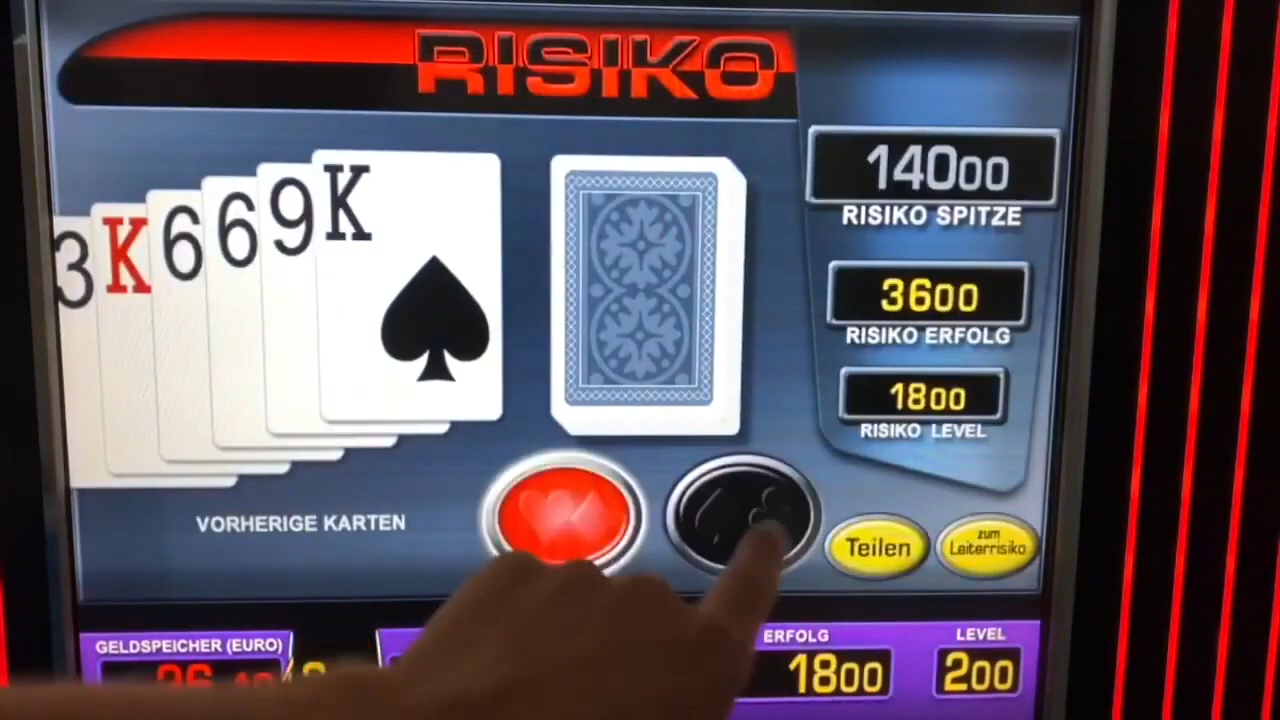 RISIKO
3 K 6 6 9 K
14000
RISIKO SPITZE
3600
RISIKO ERFOLG
1800
RISIKO LEVEL
VORHERIGE KARTEN
Teilen
zum
Leiterrisiko
GELDSPEICHER (EURO)
ERFOLG
1800
LEVEL
200